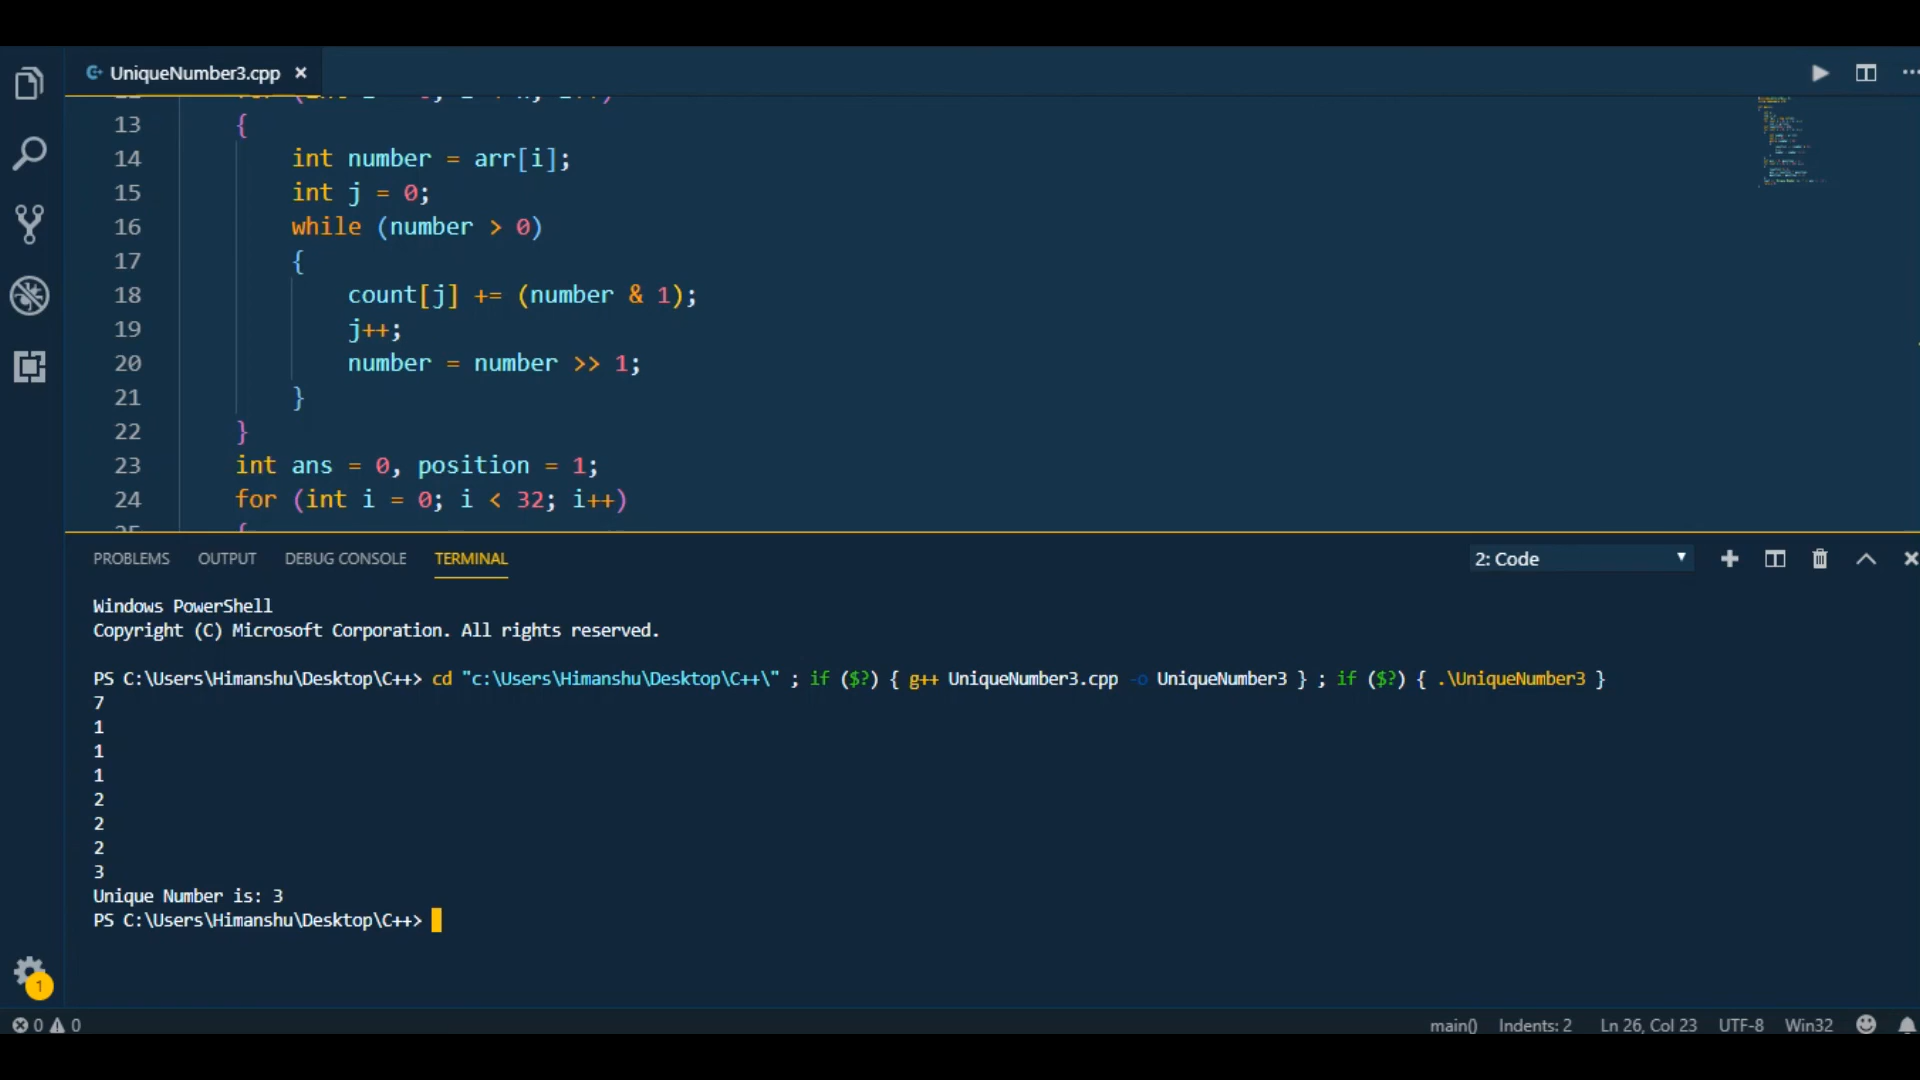 UniqueNumber3.cpp
13 {
14 int number = arr[i];
15 int j = 0;
16 while (number > 0)
17 {
18 count[j] += (number & 1);
19 j++;
20 number = number >> 1;
21 }
22 }
23 int ans = 0, position = 1;
24 for (int i = 0; i < 32; i++)
PROBLEMS OUTPUT DEBUG CONSOLE TERMINAL 2: Code
Windows PowerShell
Copyright (C) Microsoft Corporation. All rights reserved.
PS C:\Users\Himanshu\Desktop\C++> cd "c:\Users\Himanshu\Desktop\C++\" ; if ($?) { g++ UniqueNumber3.cpp -o UniqueNumber3 } ; if ($?) { .\UniqueNumber3 }
7
1
1
1
2
2
2
3
Unique Number is: 3
PS C:\Users\Himanshu\Desktop\C++>
1
0 0 main() Indents: 2 Ln 26, Col 23 UTF-8 Win32